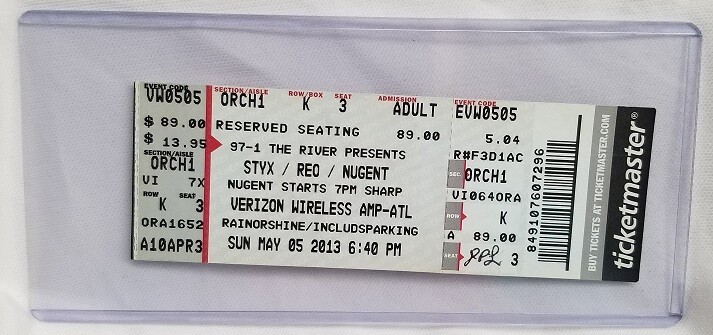 EVENT CODE
VW0505
$ 89.00
$ 13.95
SECTION/AISLE
ORCH1
VI 7X
ROW SEAT
K 3
ORA1652
A10APR3
SECTION/AISLE ROW/BOX SEAT ADMISSION
ORCH1 K 3 ADULT
RESERVED SEATING 89.00
97-1 THE RIVER PRESENTS
STYX / REO / NUGENT
NUGENT STARTS 7PM SHARP
VERIZON WIRELESS AMP-ATL
RAINORSHINE/INCLUDSPARKING
SUN MAY 05 2013 6:40 PM
EVENT CODE
EVW0505
5.04
R#F3D1AC
SEC. ORCH1
VI064ORA
ROW K
A 89.00
SEAT 3
849107607296
BUY TICKETS AT TICKETMASTER.COM
ticketmaster®